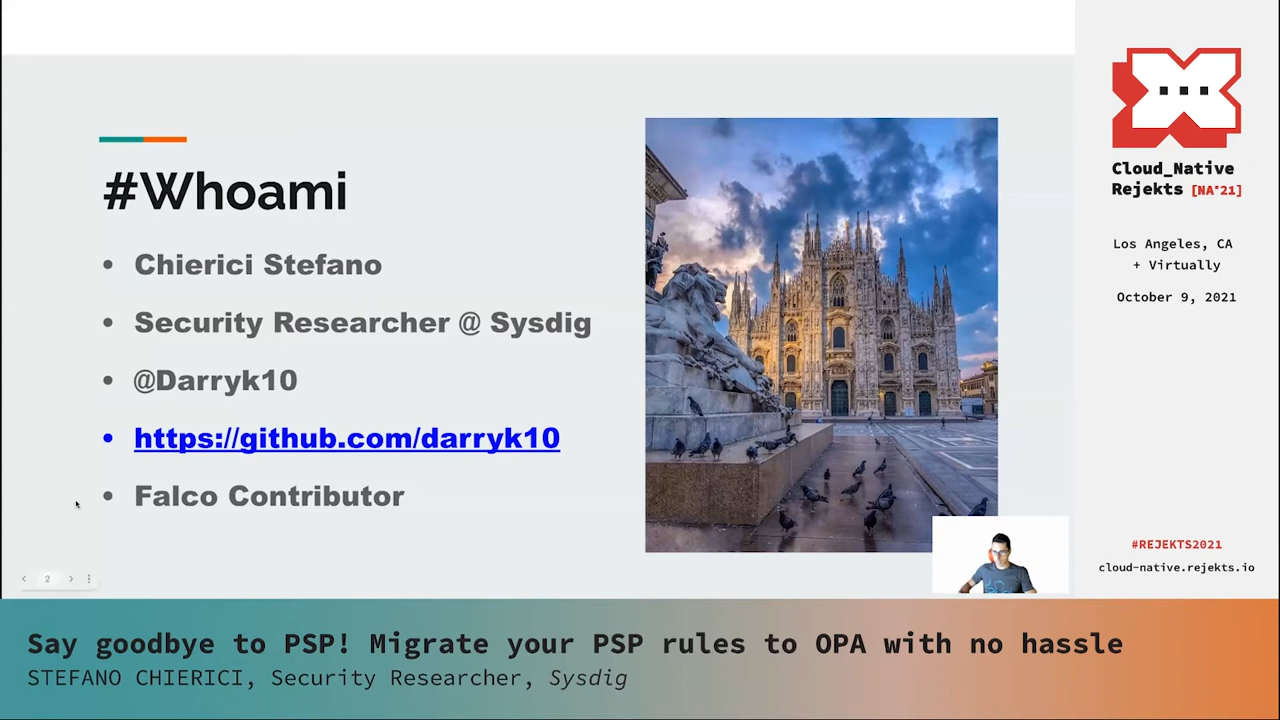 #Whoami
Chierici Stefano
Security Researcher @ Sysdig
@Darryk10
https://github.com/darryk10
Falco Contributor
2
Cloud_Native
Rejekts [NA'21]
Los Angeles, CA
+ Virtually
October 9, 2021
#REJEKTS2021
cloud-native.rejekts.io
Say goodbye to PSP! Migrate your PSP rules to OPA with no hassle
STEFANO CHIERICI, Security Researcher, Sysdig